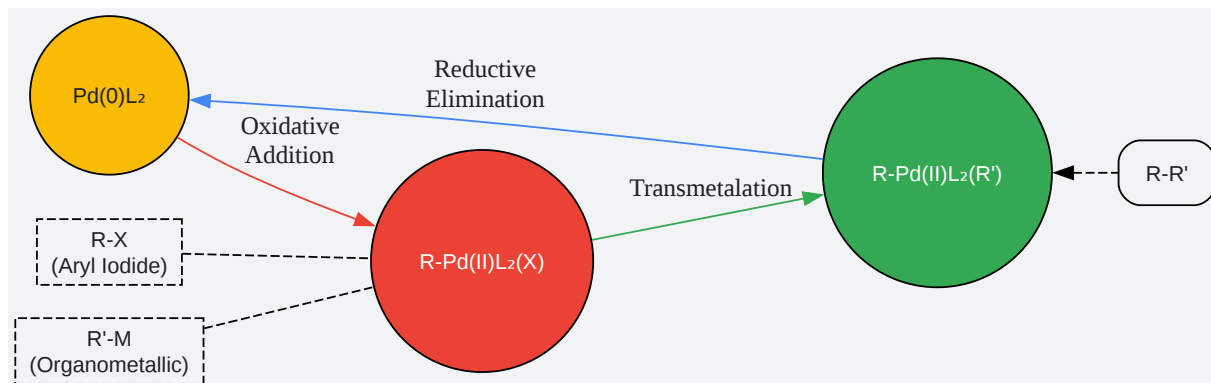 Pd(0)L₂
Reductive
Elimination
Oxidative
Addition
R-Pd(II)L₂(R')
R-R'
Transmetalation
R-X
(Aryl Iodide)
R-Pd(II)L₂(X)
R'-M
(Organometallic)